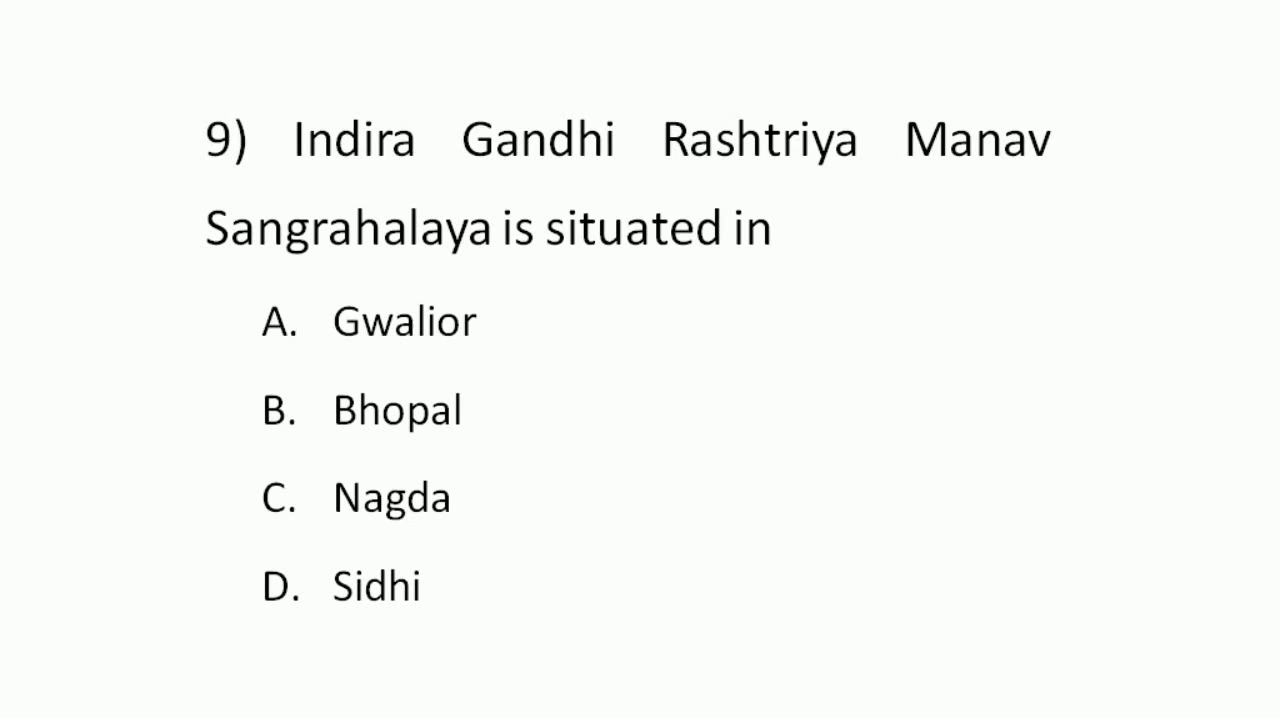 9) Indira Gandhi Rashtriya Manav
Sangrahalaya is situated in
A. Gwalior
B. Bhopal
C. Nagda
D. Sidhi